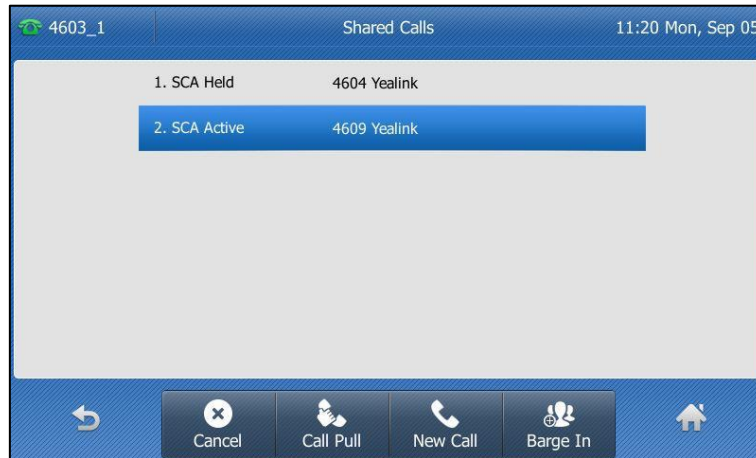 4603_1 Shared Calls 11:20 Mon, Sep 05
1. SCA Held 4604 Yealink
2. SCA Active 4609 Yealink
Cancel Call Pull New Call Barge In